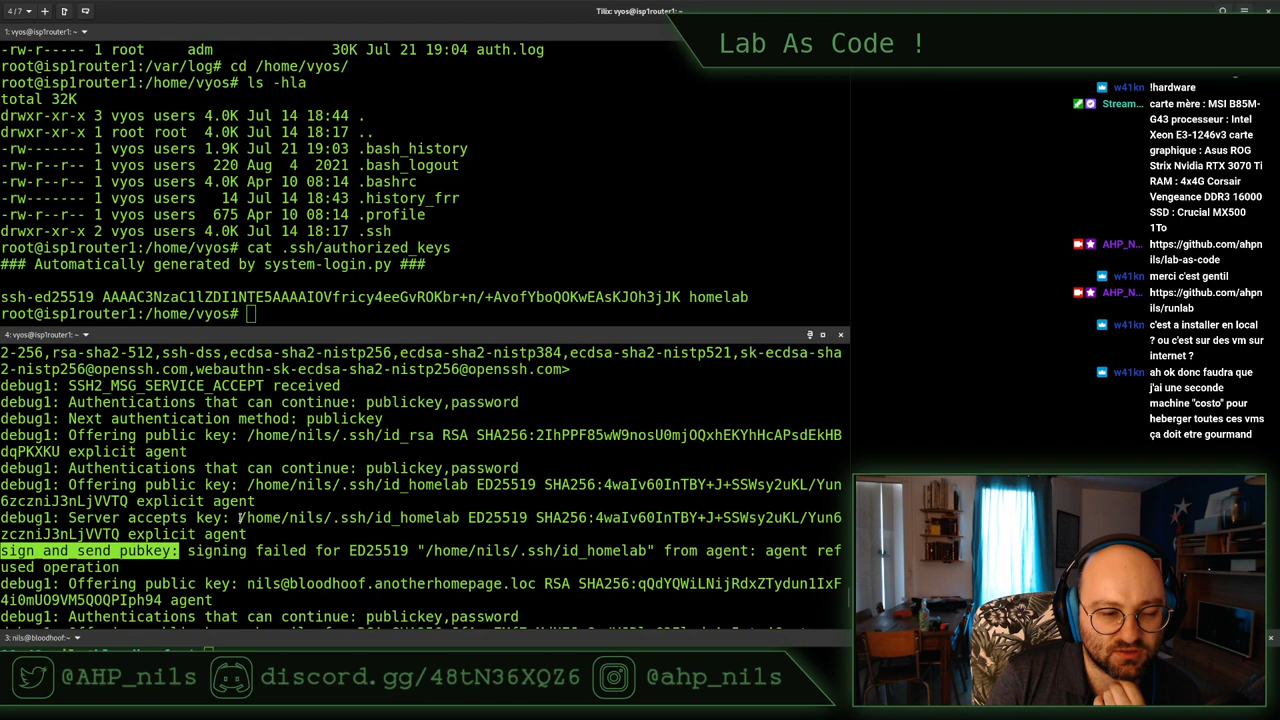 4 / 7
Tilix: vyos@isp1router1: ~
1: vyos@isp1router1: ~
-rw-r----- 1 root     adm              30K Jul 21 19:04 auth.log
root@isp1router1:/var/log# cd /home/vyos/
root@isp1router1:/home/vyos# ls -hla
total 32K
drwxr-xr-x 3 vyos users 4.0K Jul 14 18:44 .
drwxr-xr-x 1 root root  4.0K Jul 14 18:17 ..
-rw------- 1 vyos users 1.9K Jul 21 19:03 .bash_history
-rw-r--r-- 1 vyos users  220 Aug  4  2021 .bash_logout
-rw-r--r-- 1 vyos users 4.0K Apr 10 08:14 .bashrc
-rw------- 1 vyos users   14 Jul 14 18:43 .history_frr
-rw-r--r-- 1 vyos users  675 Apr 10 08:14 .profile
drwxr-xr-x 2 vyos users 4.0K Jul 14 18:17 .ssh
root@isp1router1:/home/vyos# cat .ssh/authorized_keys
### Automatically generated by system-login.py ###
ssh-ed25519 AAAAC3NzaC1lZDI1NTE5AAAAIOVfricy4eeGvROKbr+n/+AvofYboQOKwEAsKJOh3jJK homelab
root@isp1router1:/home/vyos#
4: vyos@isp1router1: ~
2-256,rsa-sha2-512,ssh-dss,ecdsa-sha2-nistp256,ecdsa-sha2-nistp384,ecdsa-sha2-nistp521,sk-ecdsa-sha
2-nistp256@openssh.com,webauthn-sk-ecdsa-sha2-nistp256@openssh.com>
debug1: SSH2_MSG_SERVICE_ACCEPT received
debug1: Authentications that can continue: publickey,password
debug1: Next authentication method: publickey
debug1: Offering public key: /home/nils/.ssh/id_rsa RSA SHA256:2IhPPF85wW9nosU0mjOQxhEKYhHcAPsdEkHB
dqPKXKU explicit agent
debug1: Authentications that can continue: publickey,password
debug1: Offering public key: /home/nils/.ssh/id_homelab ED25519 SHA256:4waIv60InTBY+J+SSWsy2uKL/Yun
6zczniJ3nLjVVTQ explicit agent
debug1: Server accepts key: /home/nils/.ssh/id_homelab ED25519 SHA256:4waIv60InTBY+J+SSWsy2uKL/Yun6
zczniJ3nLjVVTQ explicit agent
sign_and_send_pubkey: signing failed for ED25519 "/home/nils/.ssh/id_homelab" from agent: agent ref
used operation
debug1: Offering public key: nils@bloodhoof.anotherhomepage.loc RSA SHA256:qQdYQWiLNijRdxZTydun1IxF
4i0mUO9VM5QOQPIph94 agent
debug1: Authentications that can continue: publickey,password
3: nils@bloodhoof:~
@AHP_nils
discord.gg/48tN36XQZ6
@ahp_nils
Lab As Code !
w41kn !hardware
Stream... carte mère : MSI B85M-
G43 processeur : Intel
Xeon E3-1246v3 carte
graphique : Asus ROG
Strix Nvidia RTX 3070 Ti
RAM : 4x4G Corsair
Vengeance DDR3 16000
SSD : Crucial MX500
1To
AHP_N... https://github.com/ahpn
ils/lab-as-code
w41kn merci c'est gentil
AHP_N... https://github.com/ahpn
ils/runlab
w41kn c'est a installer en local
? ou c'est sur des vm sur
internet ?
w41kn ah ok donc faudra que
j'ai une seconde
machine "costo" pour
heberger toutes ces vms
ça doit etre gourmand